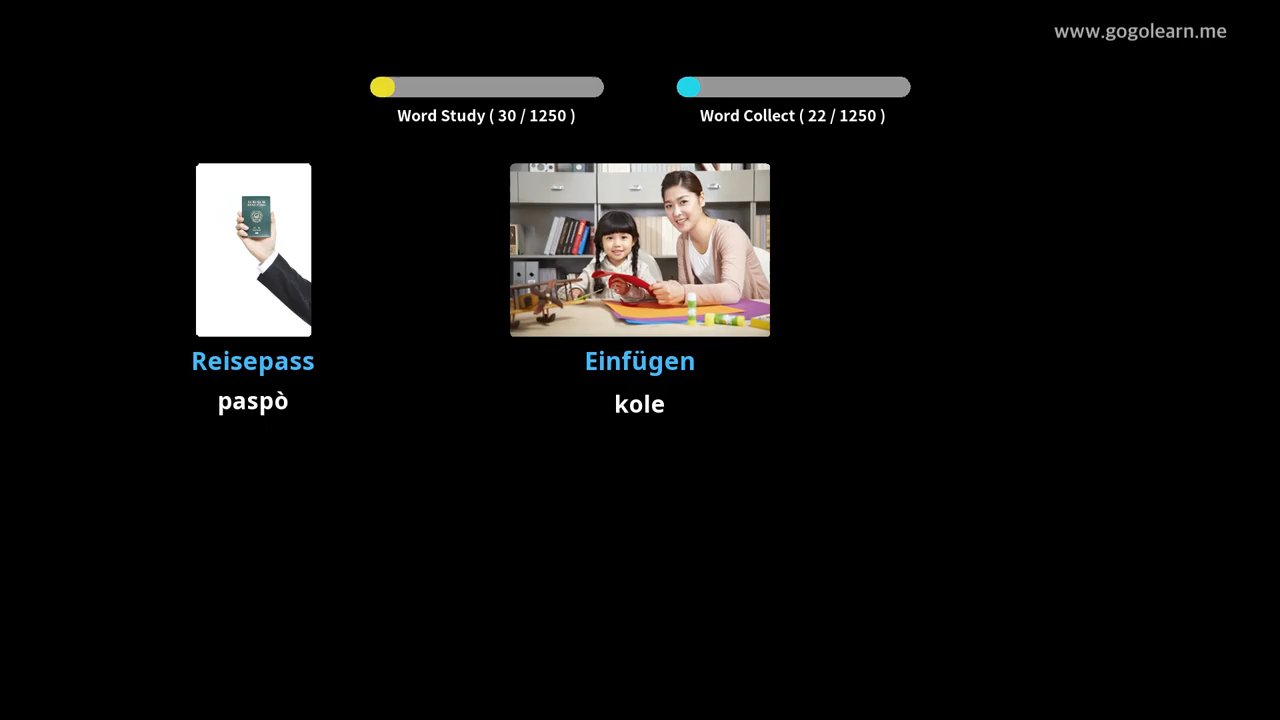 www.gogolearn.me
Word Study ( 30 / 1250 )
Word Collect ( 22 / 1250 )
Reisepass
Einfügen
paspò
kole